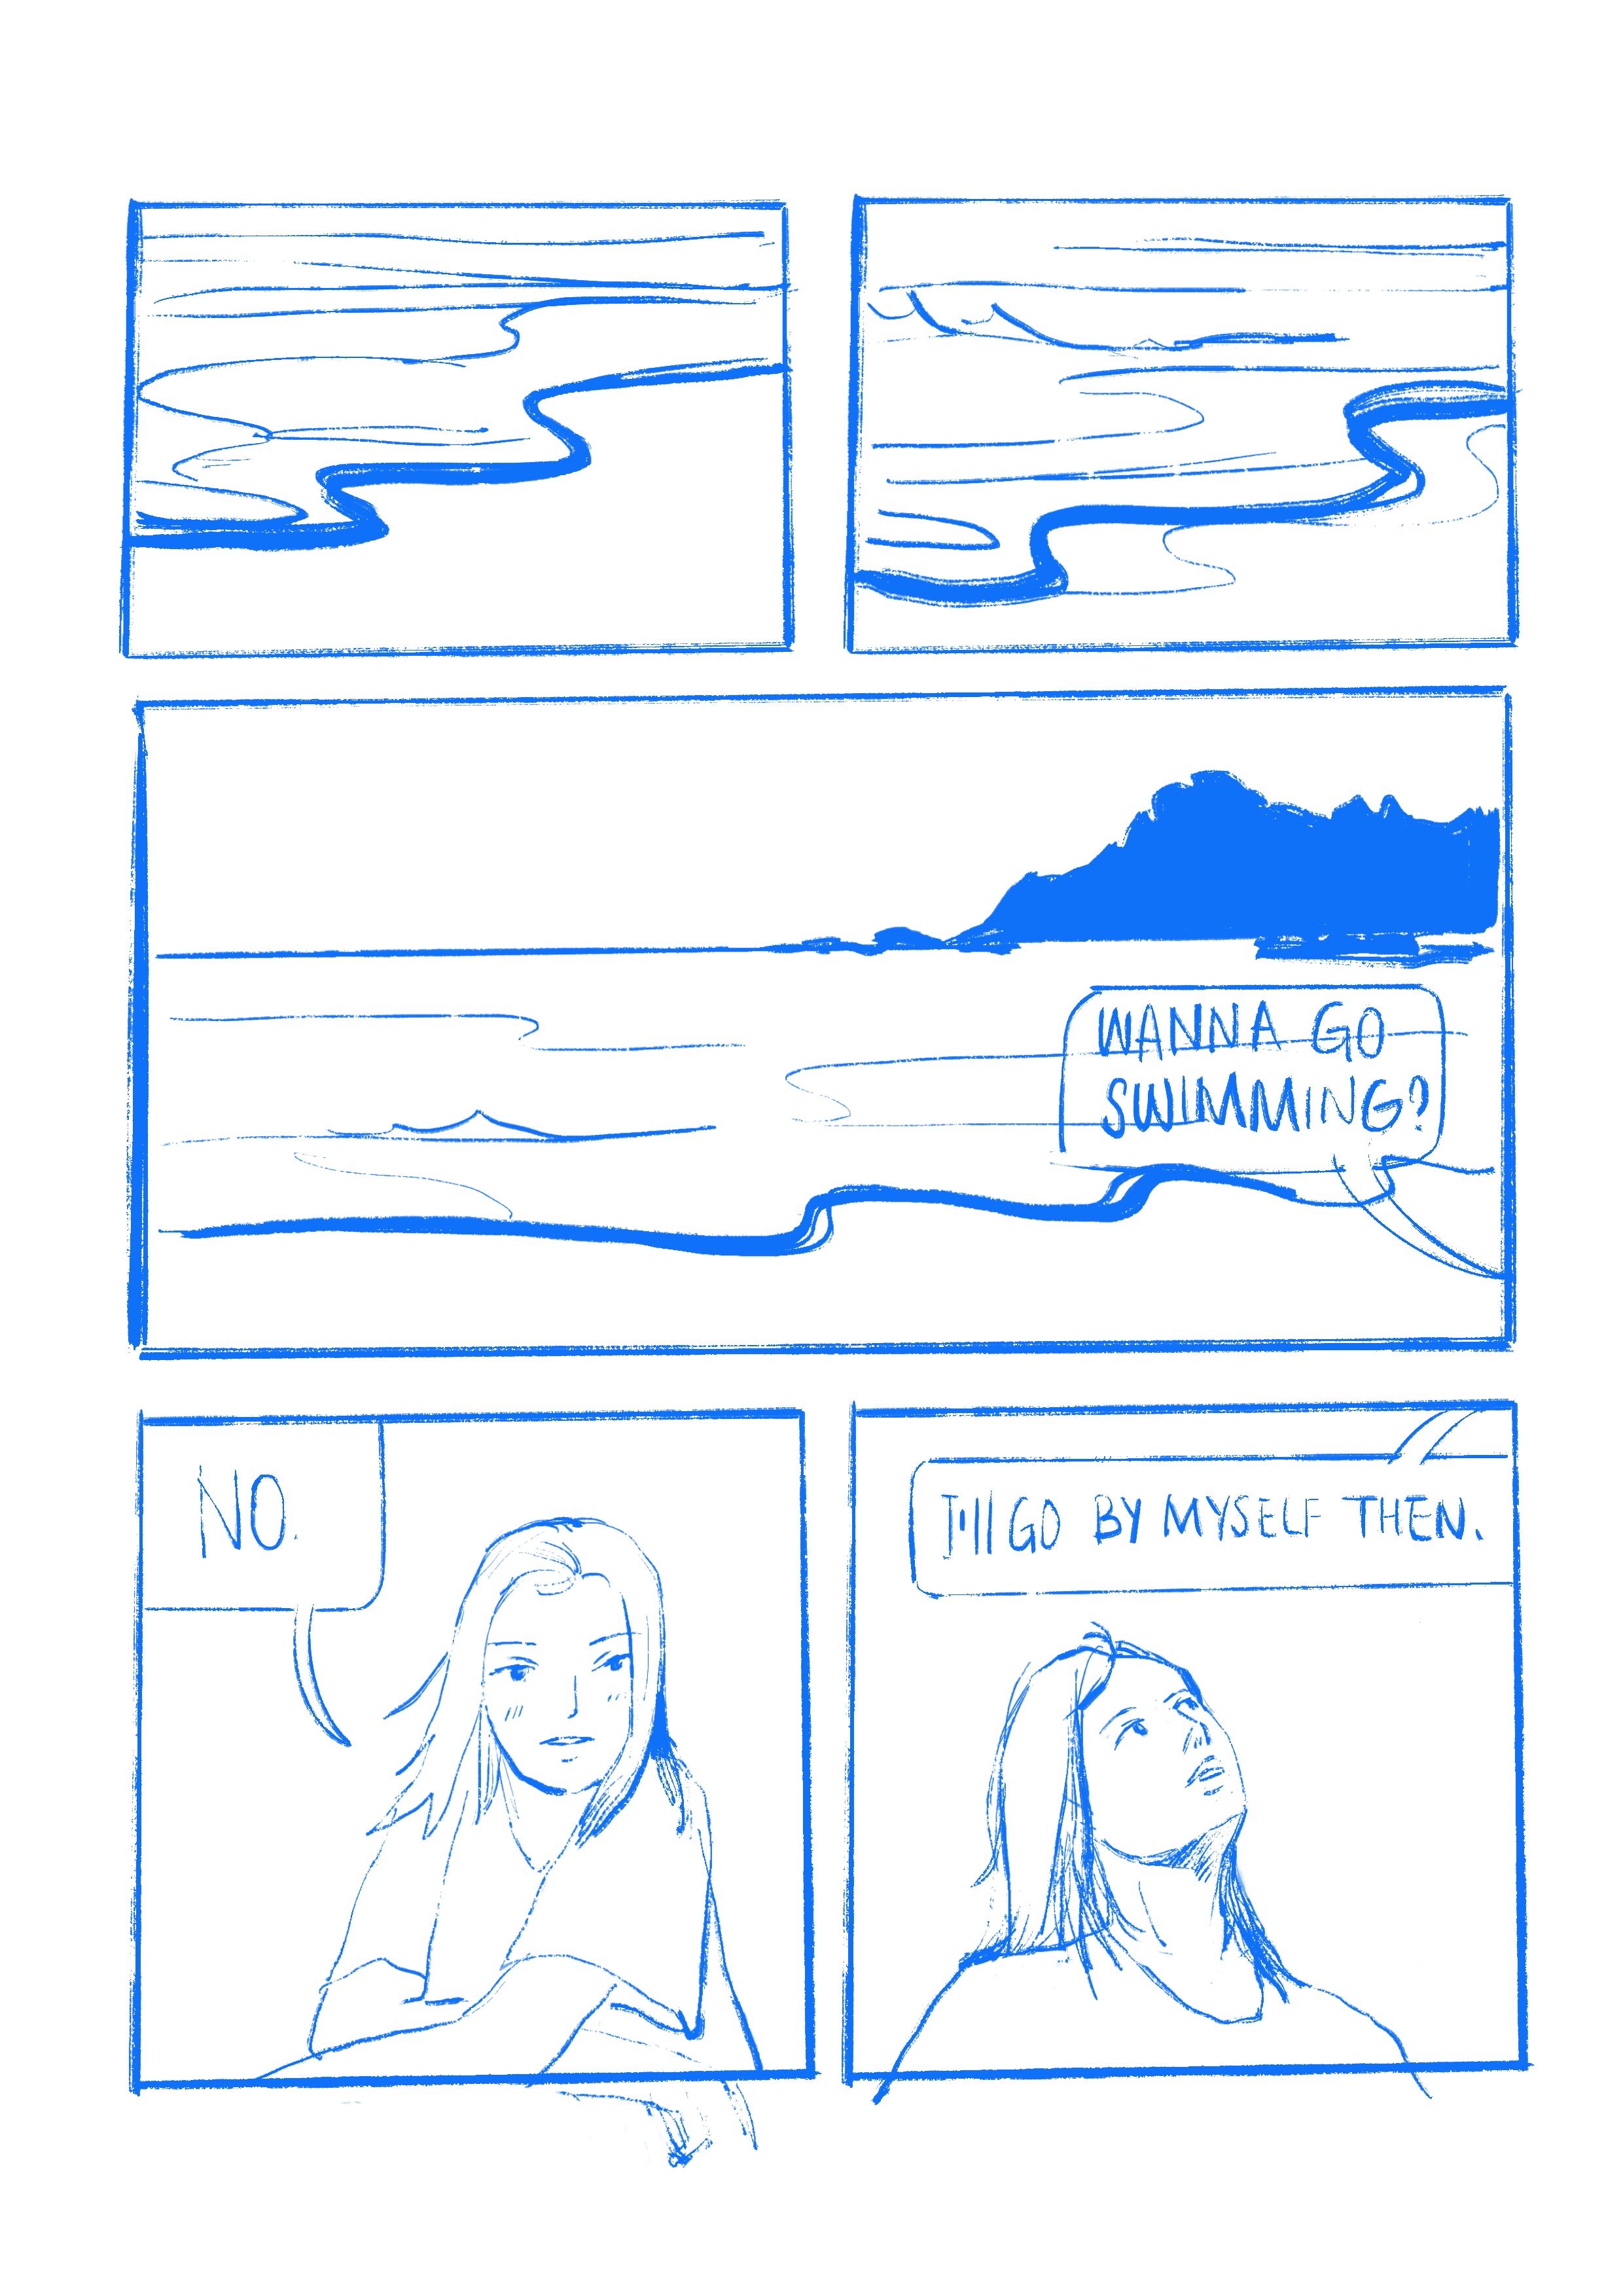 WANNA GO
SWIMMING?
NO.
I'll GO BY MYSELF THEN.